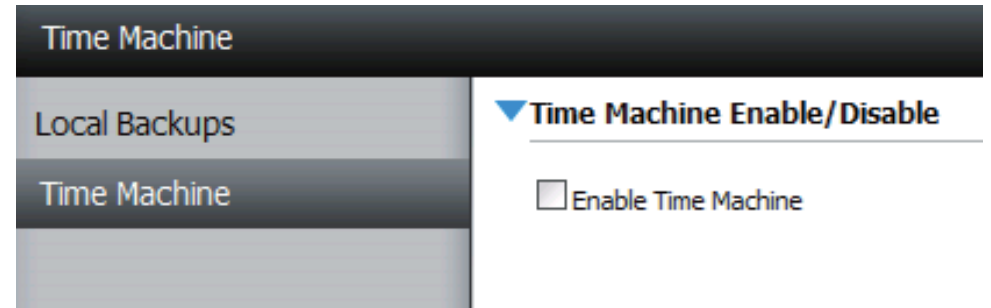 Time Machine
Local Backups
Time Machine
Time Machine Enable/Disable
Enable Time Machine